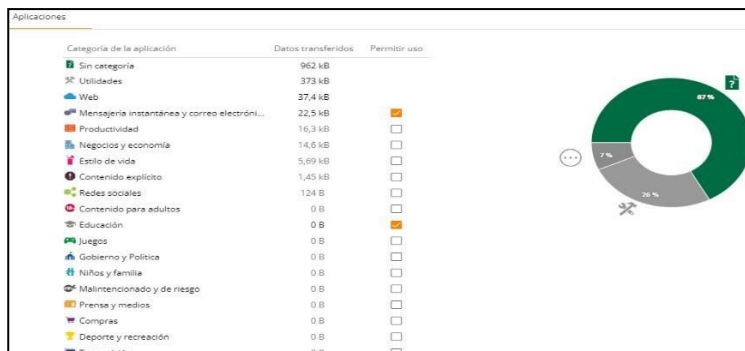 Aplicaciones
Categoría de la aplicación Datos transferidos Permitir uso
Sin categoría 962 kB
Utilidades 373 kB
Web 37,4 kB
Mensajería instantánea y correo electróni... 22,5 kB
Productividad 16,3 kB
Negocios y economía 14,6 kB
Estilo de vida 5,69 kB
Contenido explícito 1,45 kB
Redes sociales 124 B
Contenido para adultos 0 B
Educación 0 B
Juegos 0 B
Gobierno y Política 0 B
Niños y familia 0 B
Malintencionado y de riesgo 0 B
Prensa y medios 0 B
Compras 0 B
Deporte y recreación 0 B
67 %
7 %
26 %